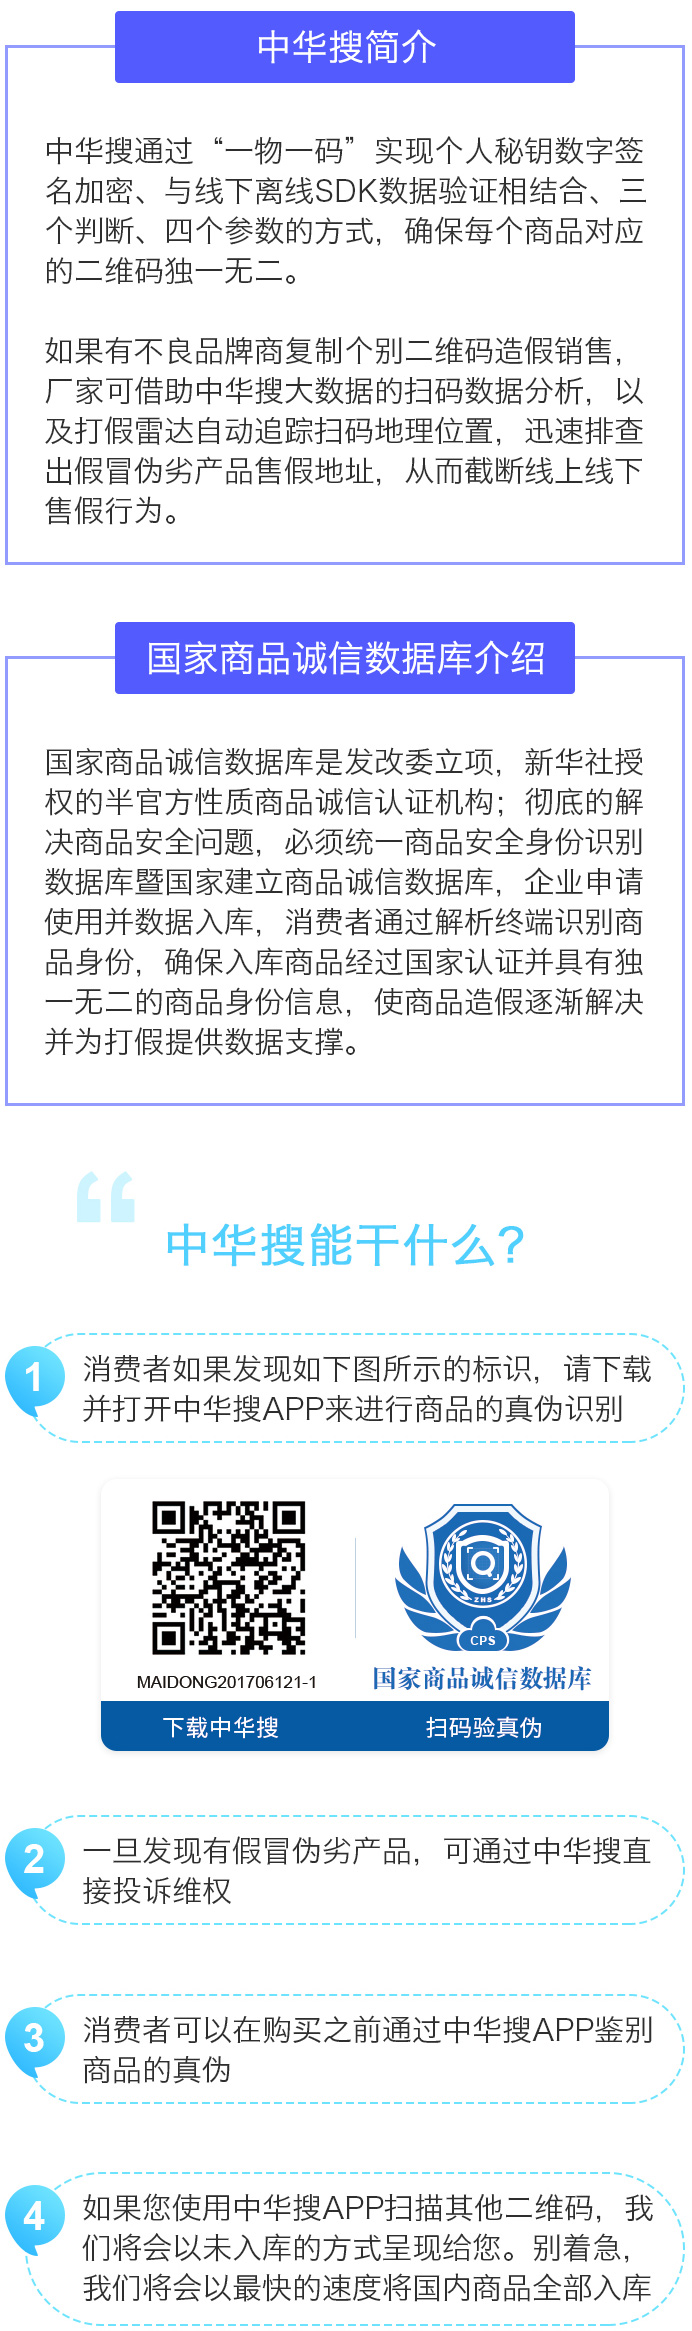 中华搜简介
中华搜通过“一物一码”实现个人秘钥数字签
名加密、与线下离线SDK数据验证相结合、三
个判断、四个参数的方式，确保每个商品对应
的二维码独一无二。
如果有不良品牌商复制个别二维码造假销售，
厂家可借助中华搜大数据的扫码数据分析，以
及打假雷达自动追踪扫码地理位置，迅速排查
出假冒伪劣产品售假地址，从而截断线上线下
售假行为。
国家商品诚信数据库介绍
国家商品诚信数据库是发改委立项，新华社授
权的半官方性质商品诚信认证机构；彻底的解
决商品安全问题，必须统一商品安全身份识别
数据库暨国家建立商品诚信数据库，企业申请
使用并数据入库，消费者通过解析终端识别商
品身份，确保入库商品经过国家认证并具有独
一无二的商品身份信息，使商品造假逐渐解决
并为打假提供数据支撑。
“
中华搜能干什么？
1
消费者如果发现如下图所示的标识，请下载
并打开中华搜APP来进行商品的真伪识别
ZHS
CPS
MAIDONG201706121-1
国家商品诚信数据库
下载中华搜
扫码验真伪
2
一旦发现有假冒伪劣产品，可通过中华搜直
接投诉维权
3
消费者可以在购买之前通过中华搜APP鉴别
商品的真伪
4
如果您使用中华搜APP扫描其他二维码，我
们将会以未入库的方式呈现给您。别着急，
我们将会以最快的速度将国内商品全部入库